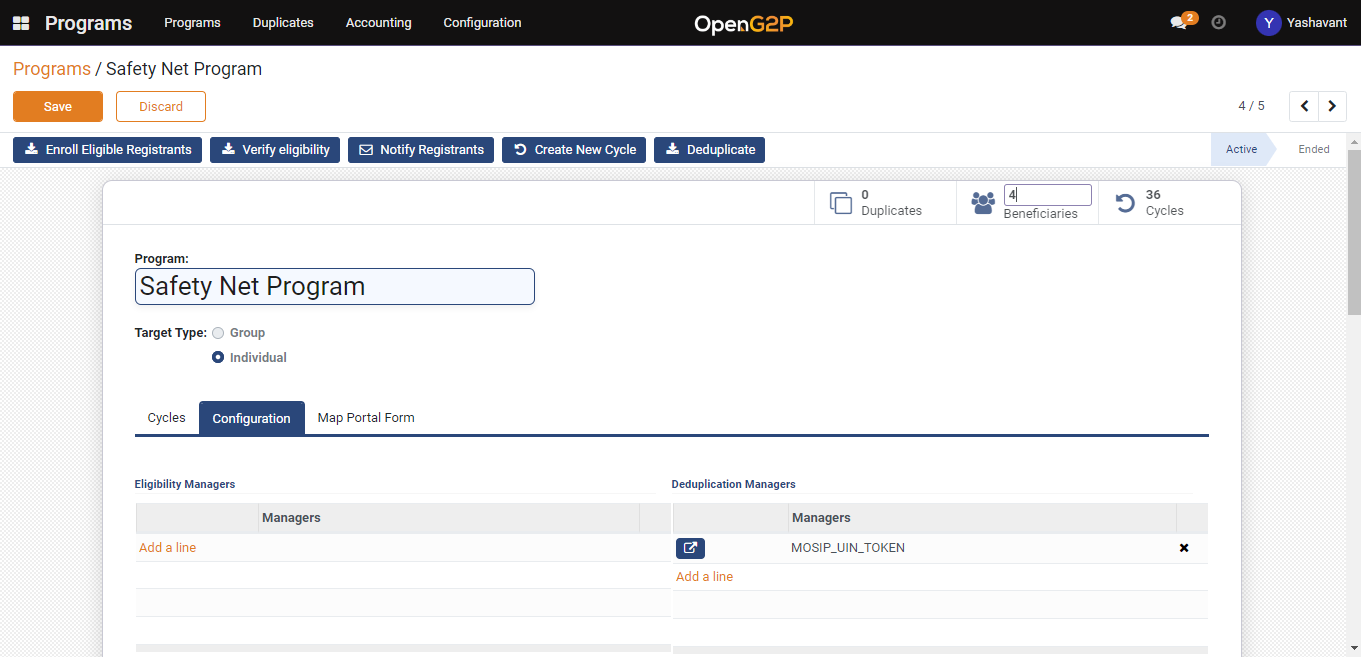 Programs Programs Duplicates Accounting Configuration OpenG2P 2 Y Yashavant
Programs / Safety Net Program
Save Discard 4 / 5
Enroll Eligible Registrants Verify eligibility Notify Registrants Create New Cycle Deduplicate Active Ended
0 Duplicates
4 Beneficiaries
36 Cycles
Program:
Safety Net Program
Target Type: Group
Individual
Cycles Configuration Map Portal Form
Eligibility Managers
Managers
Add a line
Deduplication Managers
Managers
MOSIP_UIN_TOKEN
Add a line